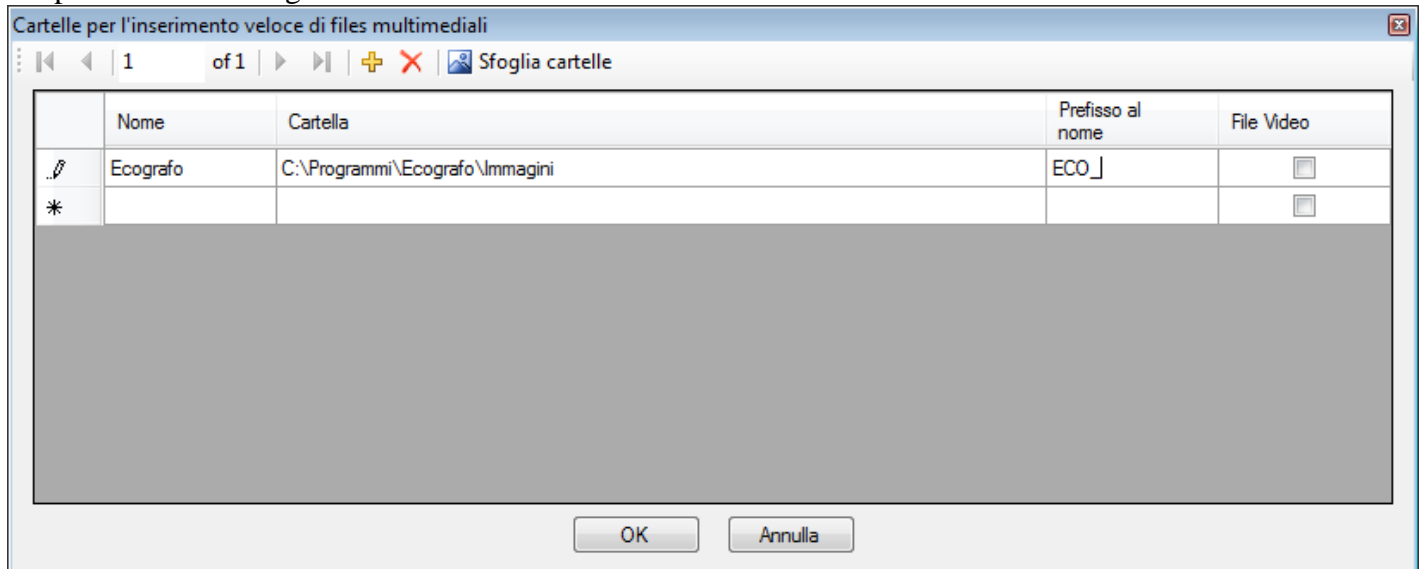 Cartelle per l'inserimento veloce di files multimediali
1 of 1 Sfoglia cartelle
Nome Cartella Prefisso al nome File Video
Ecografo C:\Programmi\Ecografo\Immagini ECO_
OK Annulla